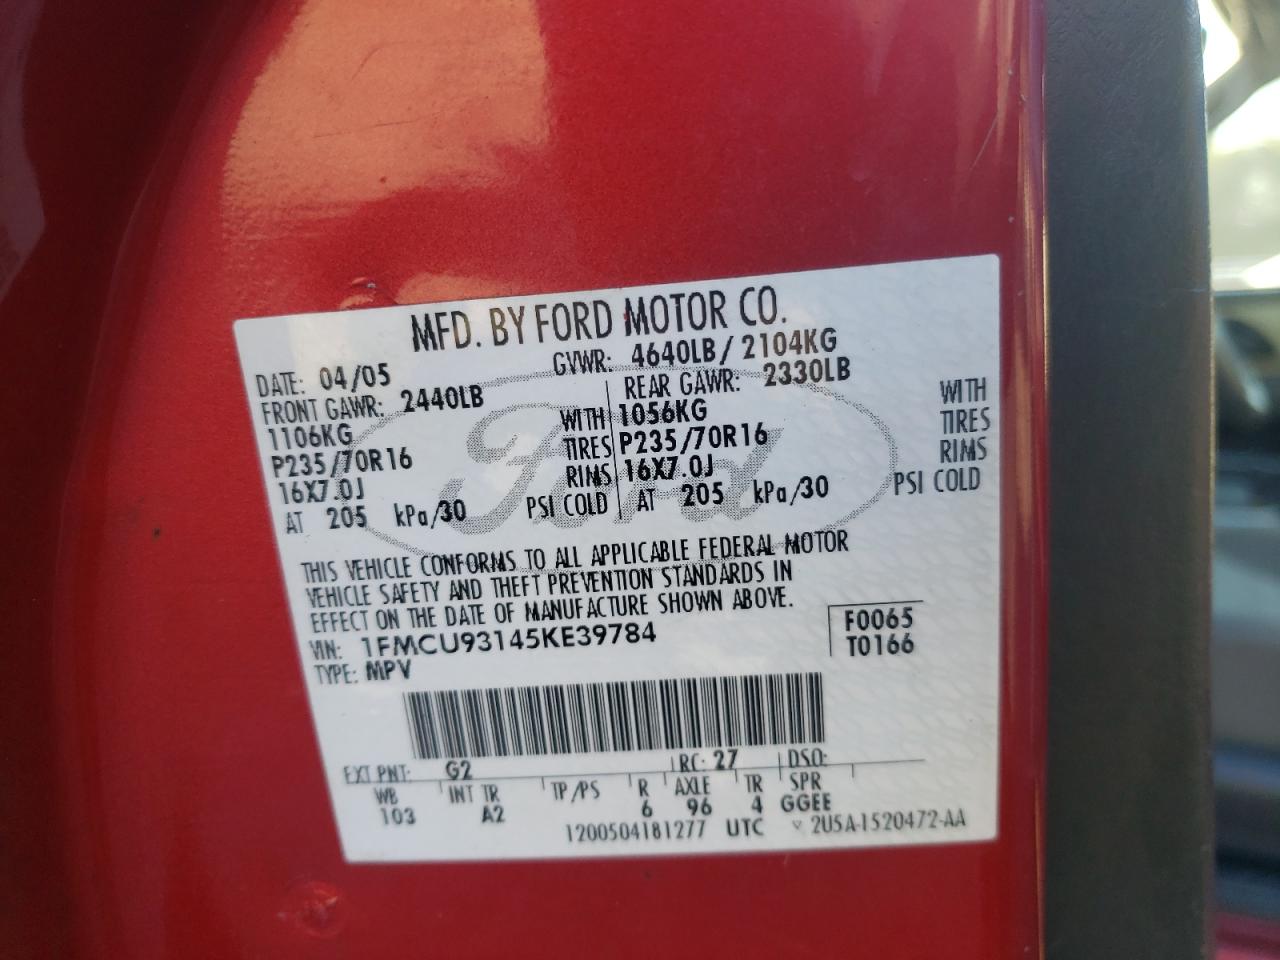 MFD. BY FORD MOTOR CO.
DATE: 04/05 GVWR: 4640LB / 2104KG
FRONT GAWR: 2440LB REAR GAWR: 2330LB
1106KG WITH 1056KG WITH
P235/70R16 TIRES P235/70R16 TIRES
16X7.0J RIMS 16X7.0J RIMS
AT 205 kPa/30 PSI COLD AT 205 kPa/30 PSI COLD
Ford
THIS VEHICLE CONFORMS TO ALL APPLICABLE FEDERAL MOTOR
VEHICLE SAFETY AND THEFT PREVENTION STANDARDS IN
EFFECT ON THE DATE OF MANUFACTURE SHOWN ABOVE.
VIN: 1FMCU93145KE39784 F0065
TYPE: MPV T0166
EXT PNT: G2 RC: 27 DSO:
WB INT TR TP/PS R AXLE TR SPR
103 A2 6 96 4 GGEE
1200504181277 UTC 2U5A-1520472-AA